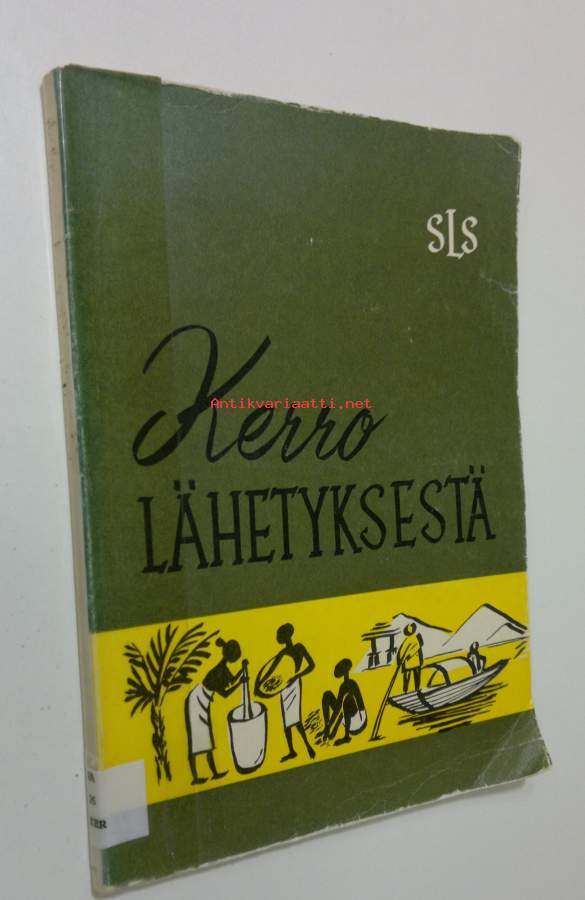 SLS
Kerro
Antikvariaatti.net
LÄHETYKSESTÄ